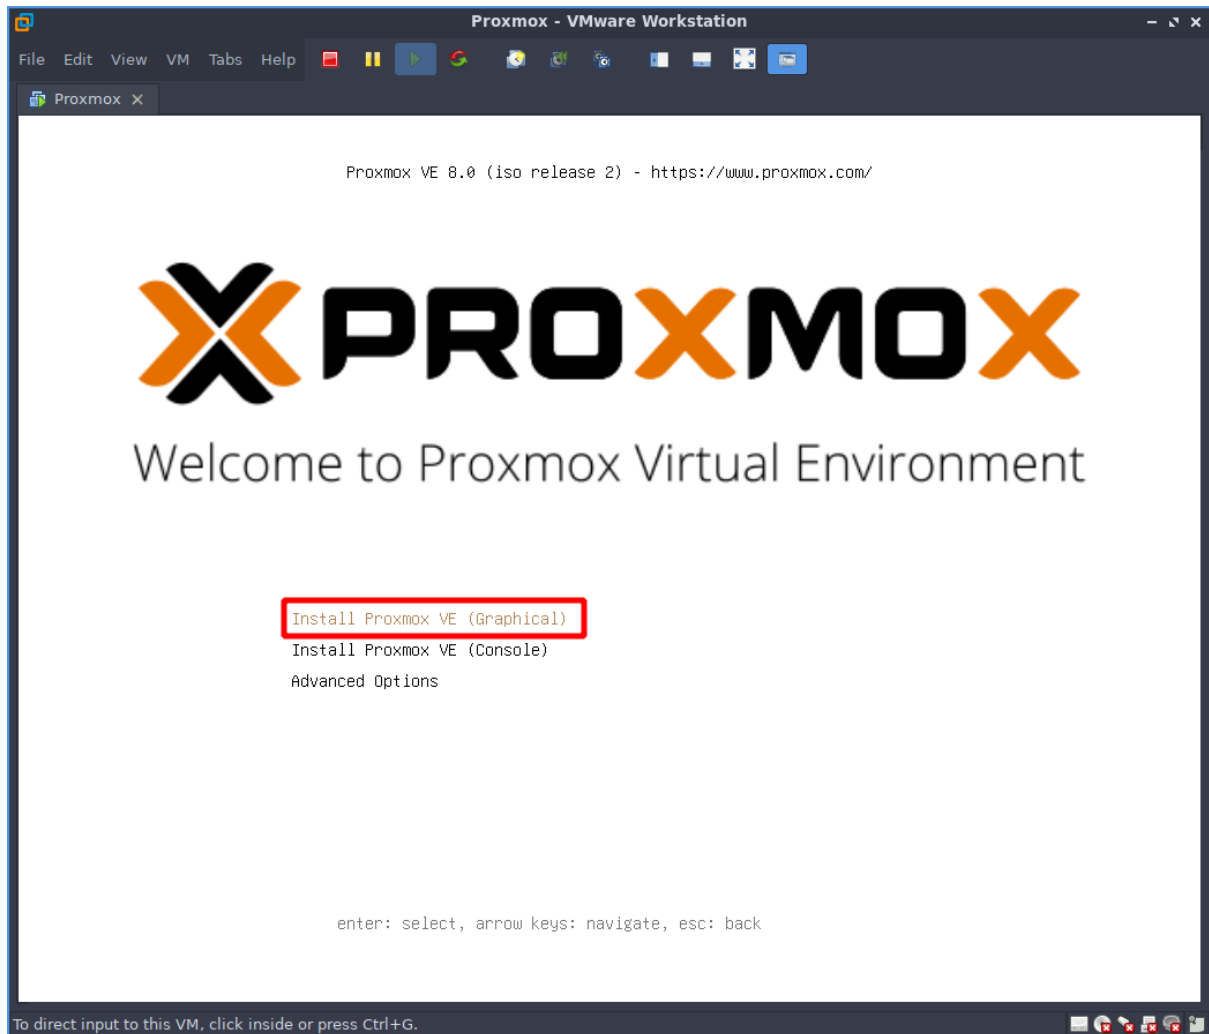 Proxmox - VMware Workstation
File Edit View VM Tabs Help
Proxmox
Proxmox VE 8.0 (iso release 2) - https://www.proxmox.com/
PROXMOX
Welcome to Proxmox Virtual Environment
Install Proxmox VE (Graphical)
Install Proxmox VE (Console)
Advanced Options
enter: select, arrow keys: navigate, esc: back
To direct input to this VM, click inside or press Ctrl+G.